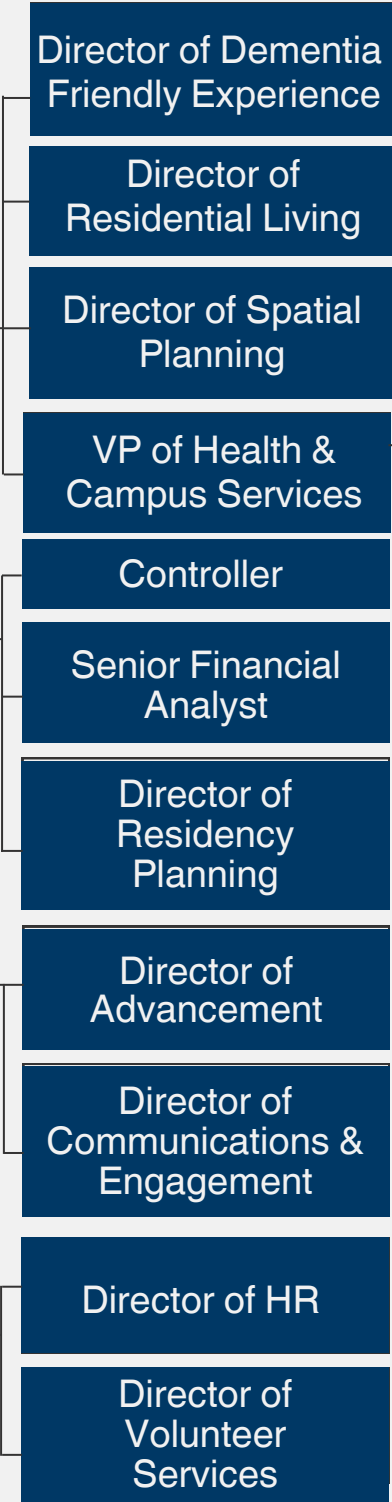 Director of Dementia
Friendly Experience
Director of
Residential Living
Director of Spatial
Planning
VP of Health &
Campus Services
Controller
Senior Financial
Analyst
Director of
Residency
Planning
Director of
Advancement
Director of
Communications &
Engagement
Director of HR
Director of
Volunteer
Services